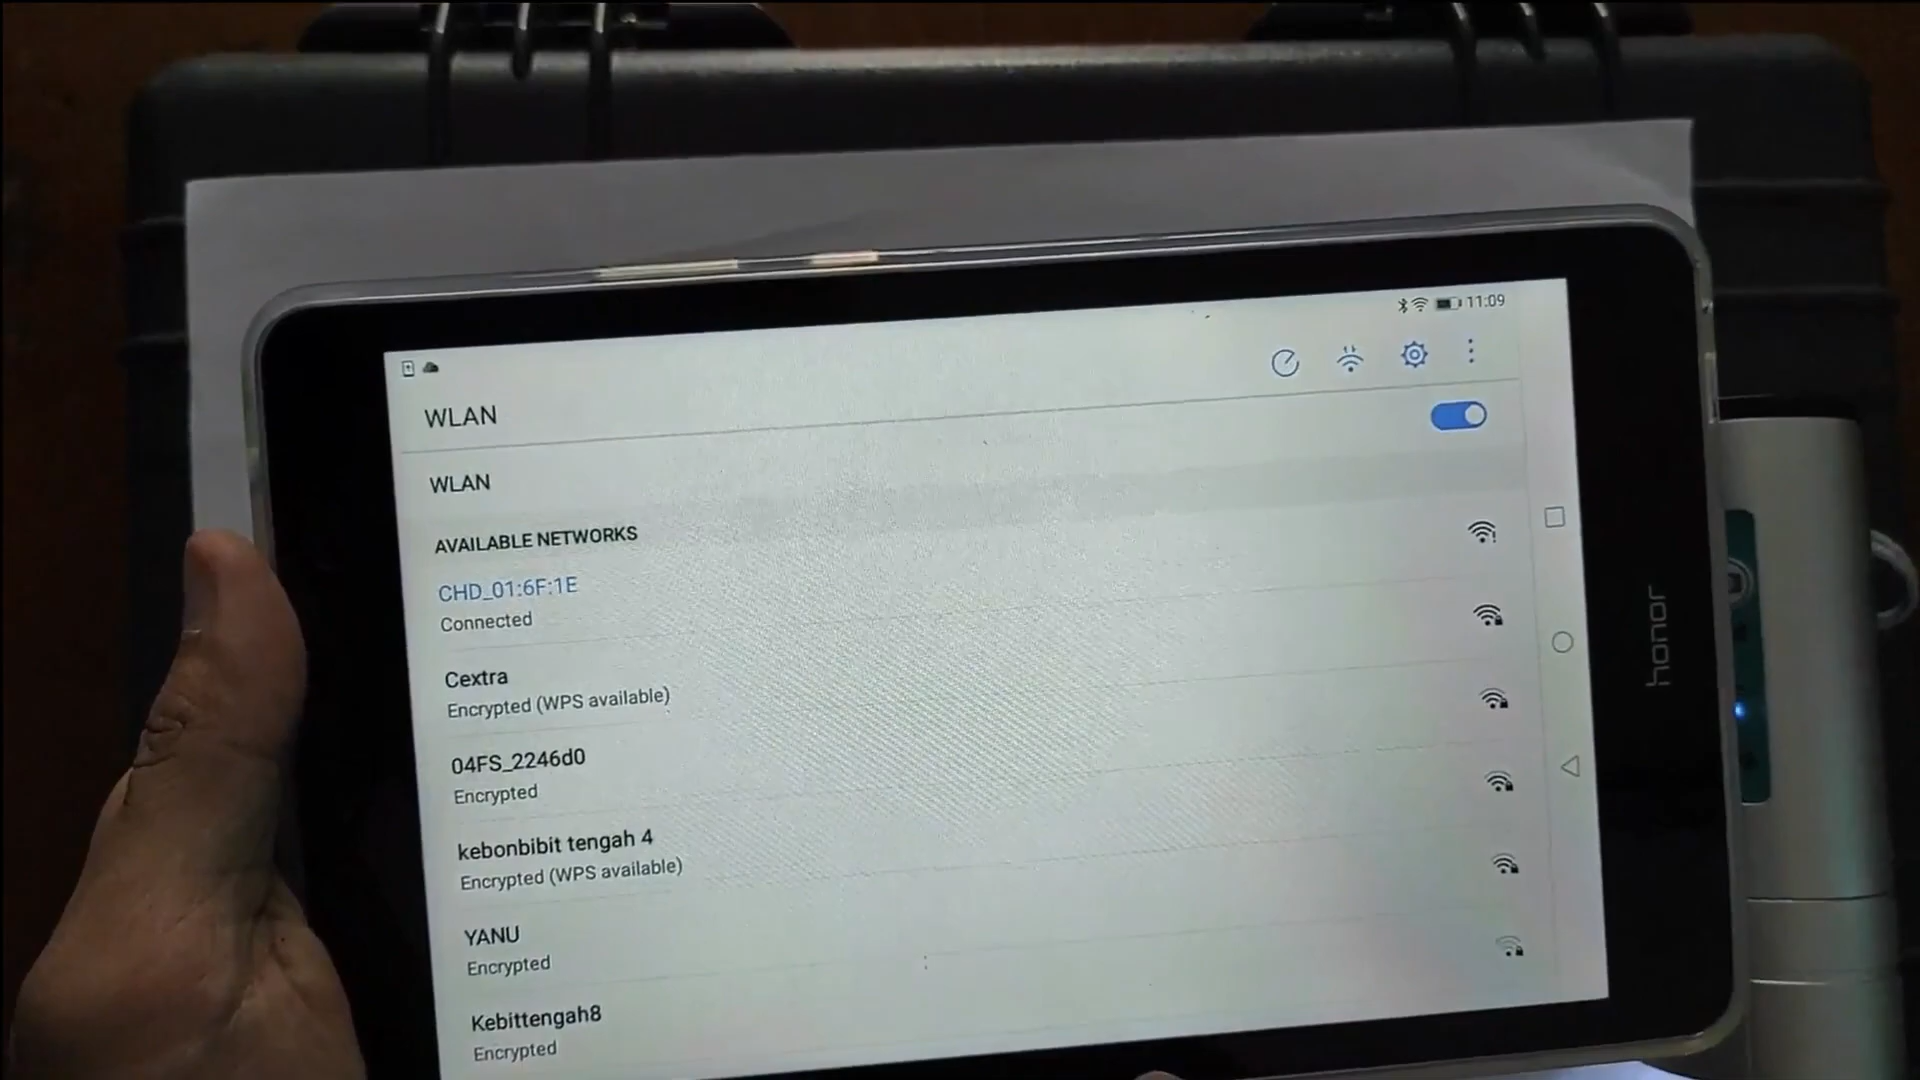 11:09
WLAN
WLAN
AVAILABLE NETWORKS
CHD_01:6F:1E
Connected
Cextra
Encrypted (WPS available)
04FS_2246d0
Encrypted
kebonbibit tengah 4
Encrypted (WPS available)
YANU
Encrypted
Kebittengah8
Encrypted
honor